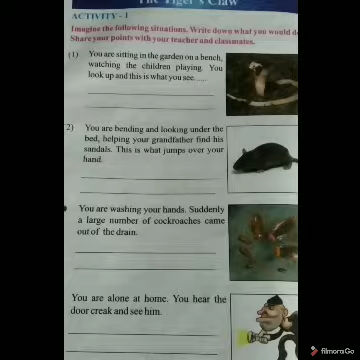 The Tiger's Claw
ACTIVITY - 1
Imagine the following situations. Write down what you would do
Share your points with your teacher and classmates.
(1) You are sitting in the garden on a bench,
watching the children playing. You
look up and this is what you see.....
2) You are bending and looking under the
bed, helping your grandfather find his
sandals. This is what jumps over your
hand.
You are washing your hands. Suddenly
a large number of cockroaches came
out of the drain.
You are alone at home. You hear the
door creak and see him.
filmoraGo